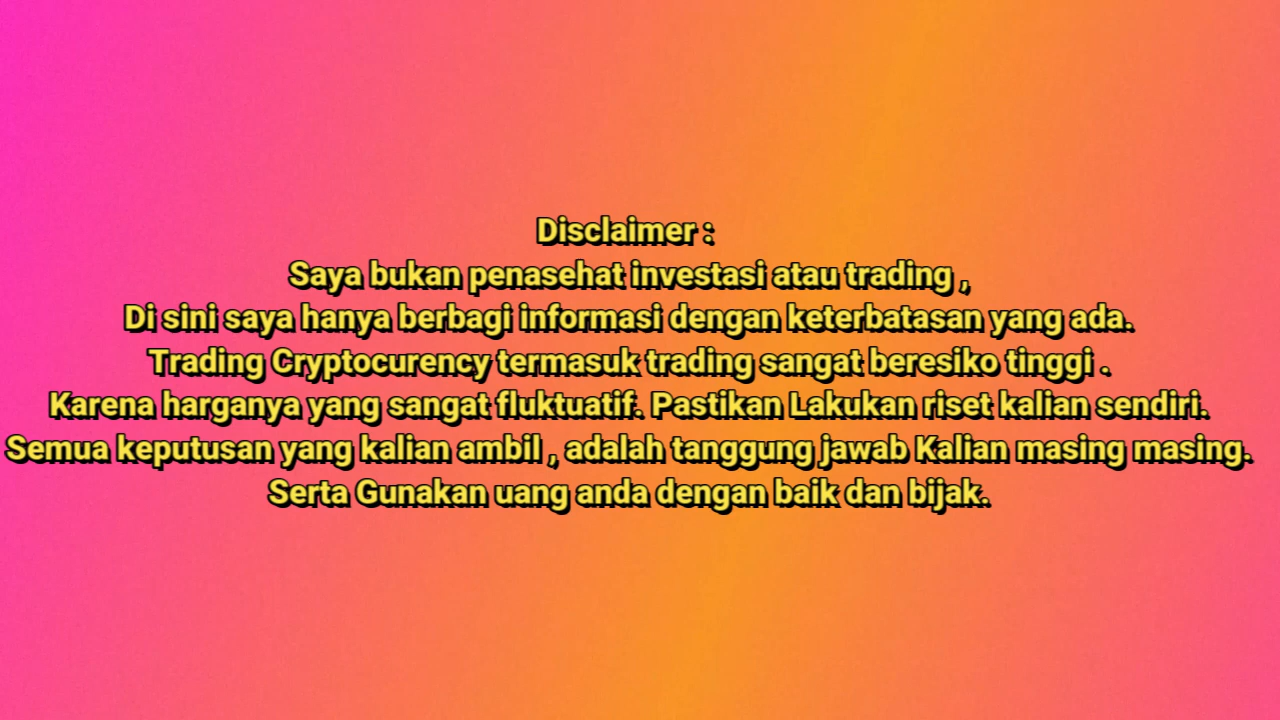 Disclaimer :
Saya bukan penasehat investasi atau trading ,
Di sini saya hanya berbagi informasi dengan keterbatasan yang ada.
Trading Cryptocurency termasuk trading sangat beresiko tinggi .
Karena harganya yang sangat fluktuatif. Pastikan Lakukan riset kalian sendiri.
Semua keputusan yang kalian ambil , adalah tanggung jawab Kalian masing masing.
Serta Gunakan uang anda dengan baik dan bijak.